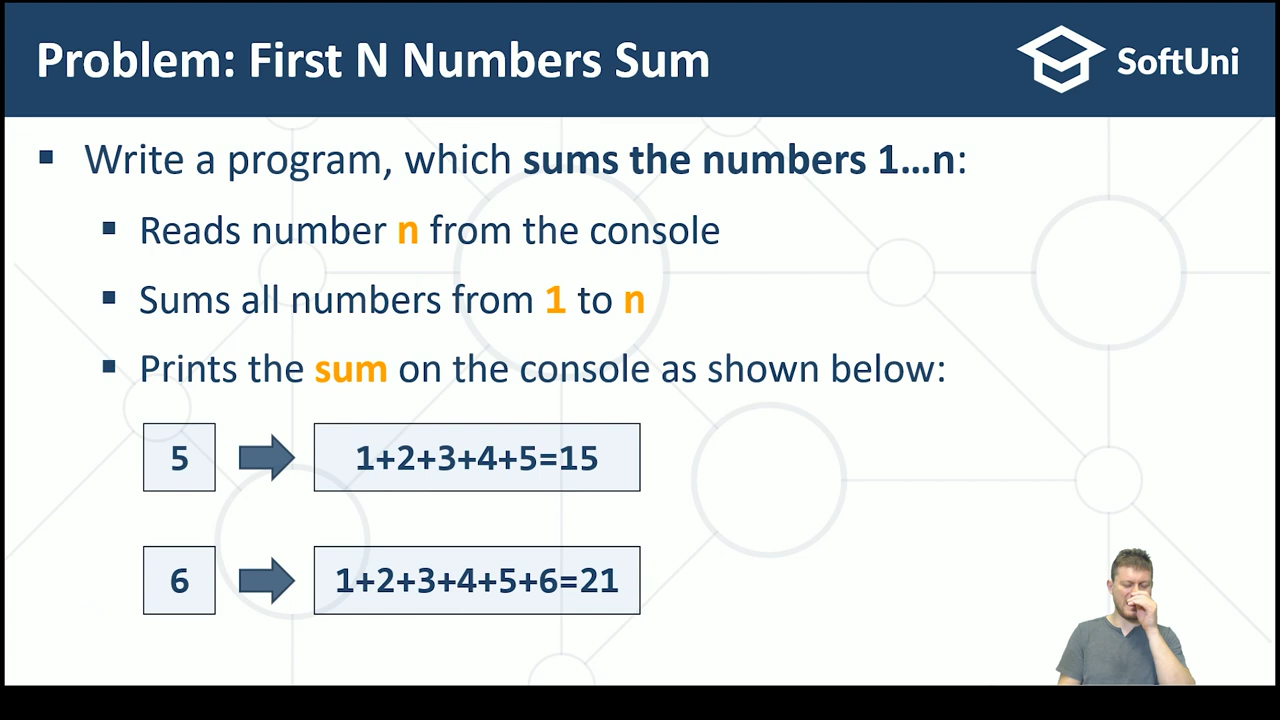 Problem: First N Numbers Sum
SoftUni
▪ Write a program, which sums the numbers 1...n:
▪ Reads number n from the console
▪ Sums all numbers from 1 to n
▪ Prints the sum on the console as shown below:
5 1+2+3+4+5=15
6 1+2+3+4+5+6=21